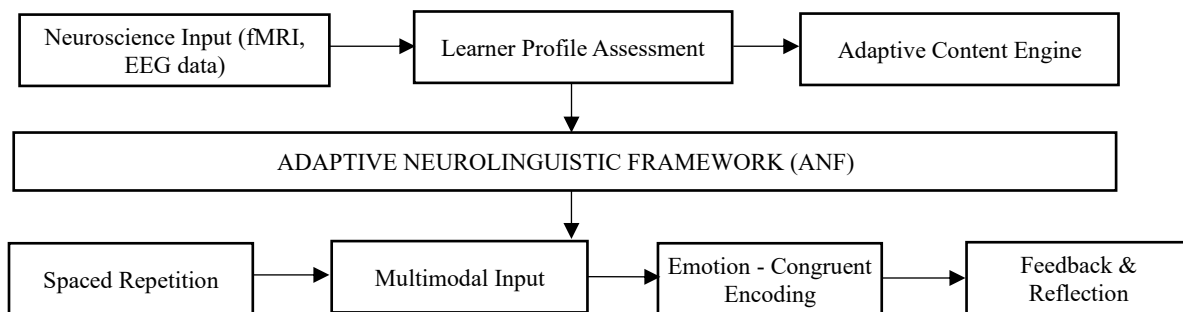 Neuroscience Input (fMRI,
EEG data)
Learner Profile Assessment
Adaptive Content Engine
ADAPTIVE NEUROLINGUISTIC FRAMEWORK (ANF)
Spaced Repetition
Multimodal Input
Emotion - Congruent
Encoding
Feedback &
Reflection